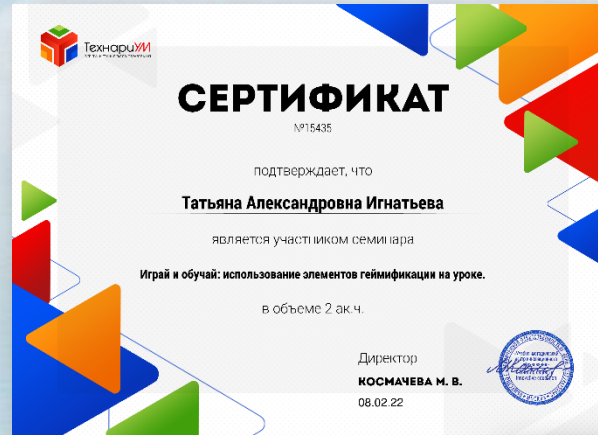 ТехнариУМ
СЕРТИФИКАТ
№15435
подтверждает, что
Татьяна Александровна Игнатьева
является участником семинара
Играй и обучай: использование элементов геймификации на уроке.
в объеме 2 ак.ч.
Директор
КОСМАЧЕВА М. В.
08.02.22